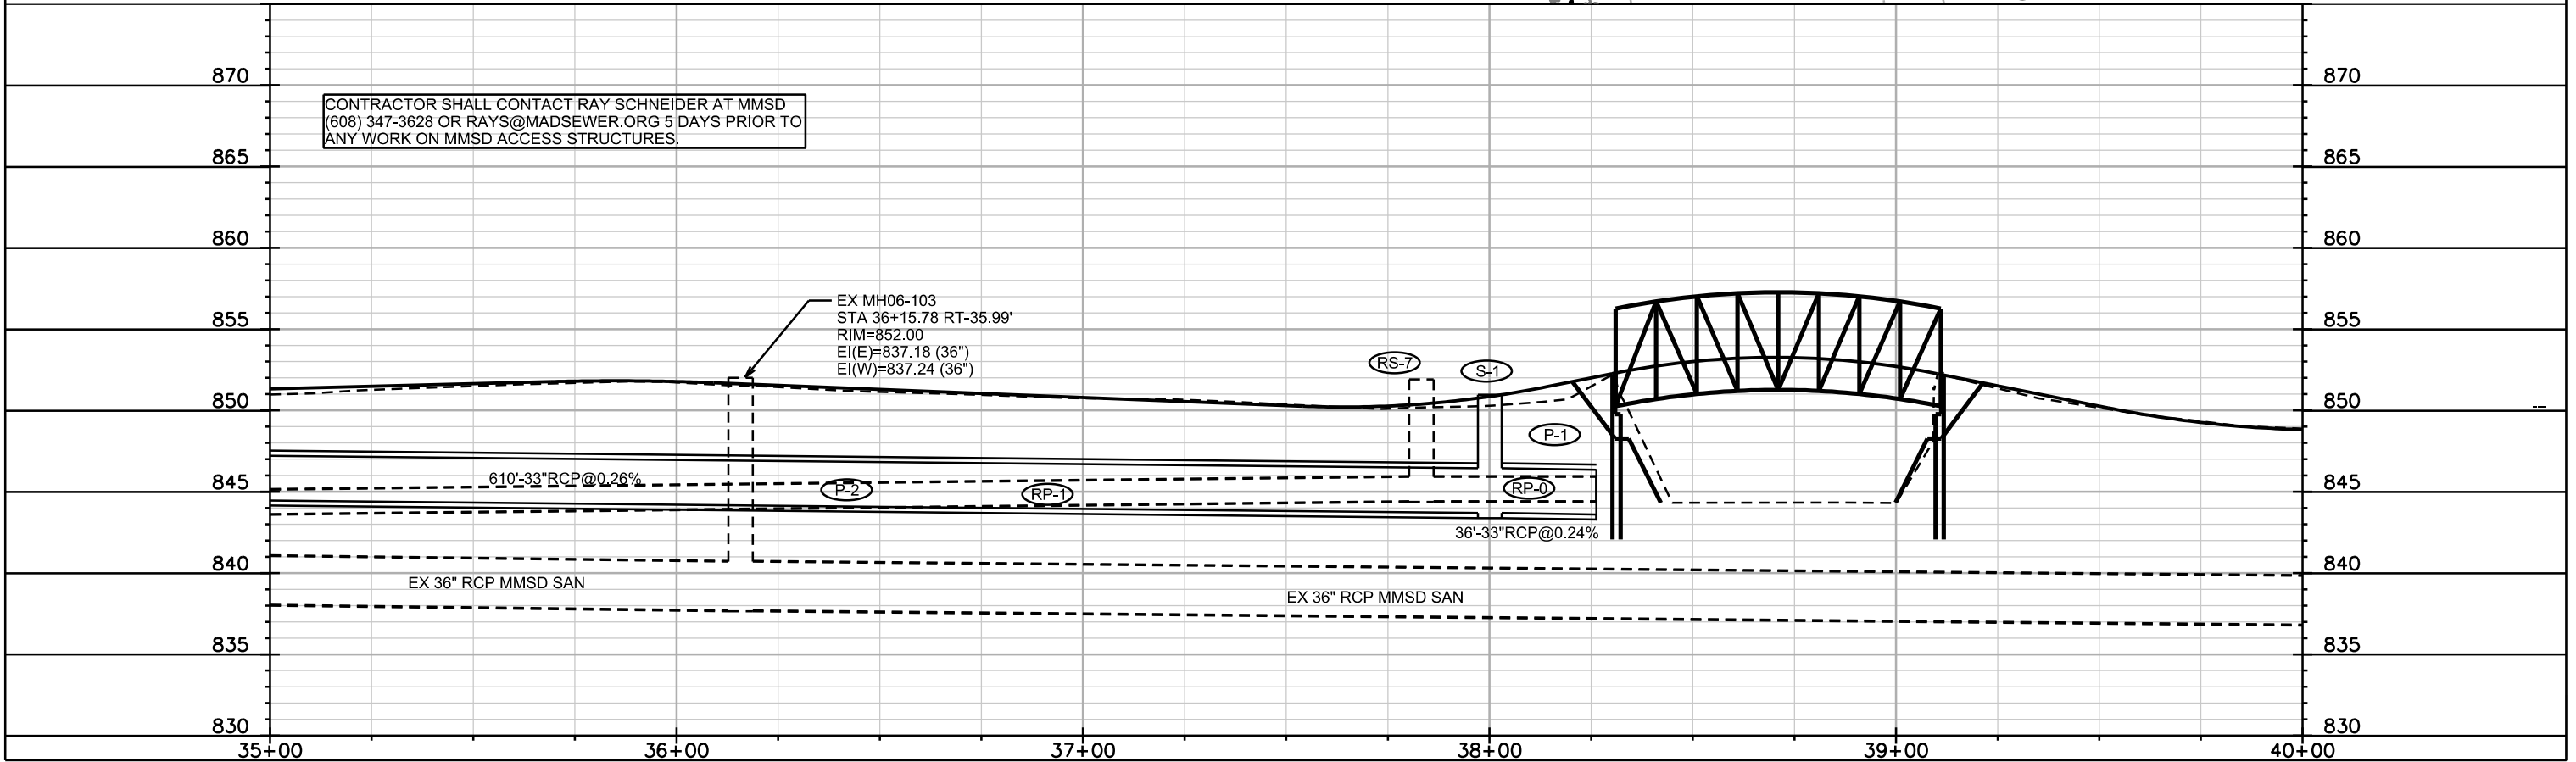 870
870
CONTRACTOR SHALL CONTACT RAY SCHNEIDER AT MMSD
(608) 347-3628 OR RAYS@MADSEWER.ORG 5 DAYS PRIOR TO
ANY WORK ON MMSD ACCESS STRUCTURES.
865
865
860
860
EX MH06-103
STA 36+15.78 RT-35.99'
RIM=852.00
EI(E)=837.18 (36")
EI(W)=837.24 (36")
855
855
RS-7
S-1
850
850
P-1
610'-33"RCP@0.26%
845
P-2
RP-1
RP-0
845
36'-33"RCP@0.24%
840
840
EX 36" RCP MMSD SAN
EX 36" RCP MMSD SAN
835
835
830
830
35+00
36+00
37+00
38+00
39+00
40+00